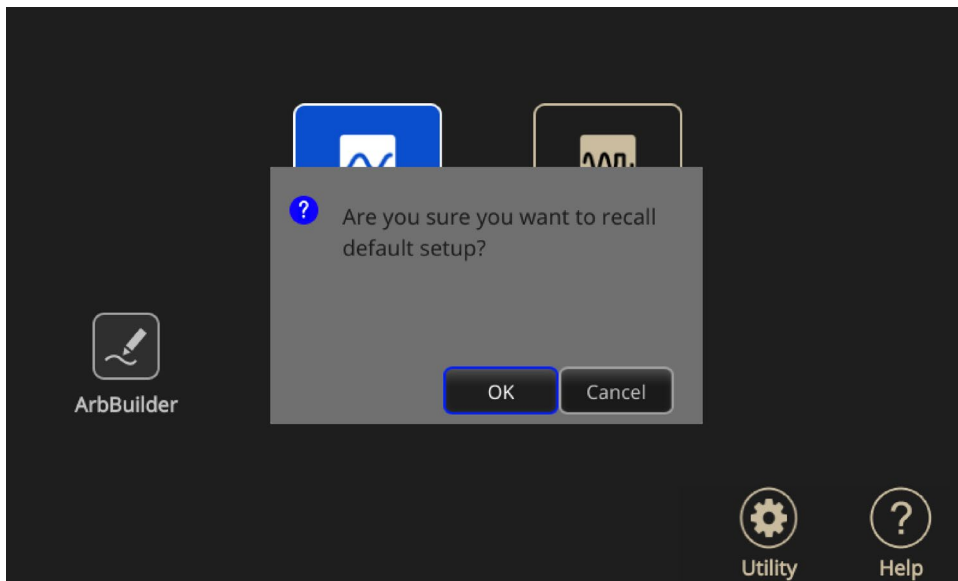 Are you sure you want to recall
default setup?
ArbBuilder
OK
Cancel
Utility
Help